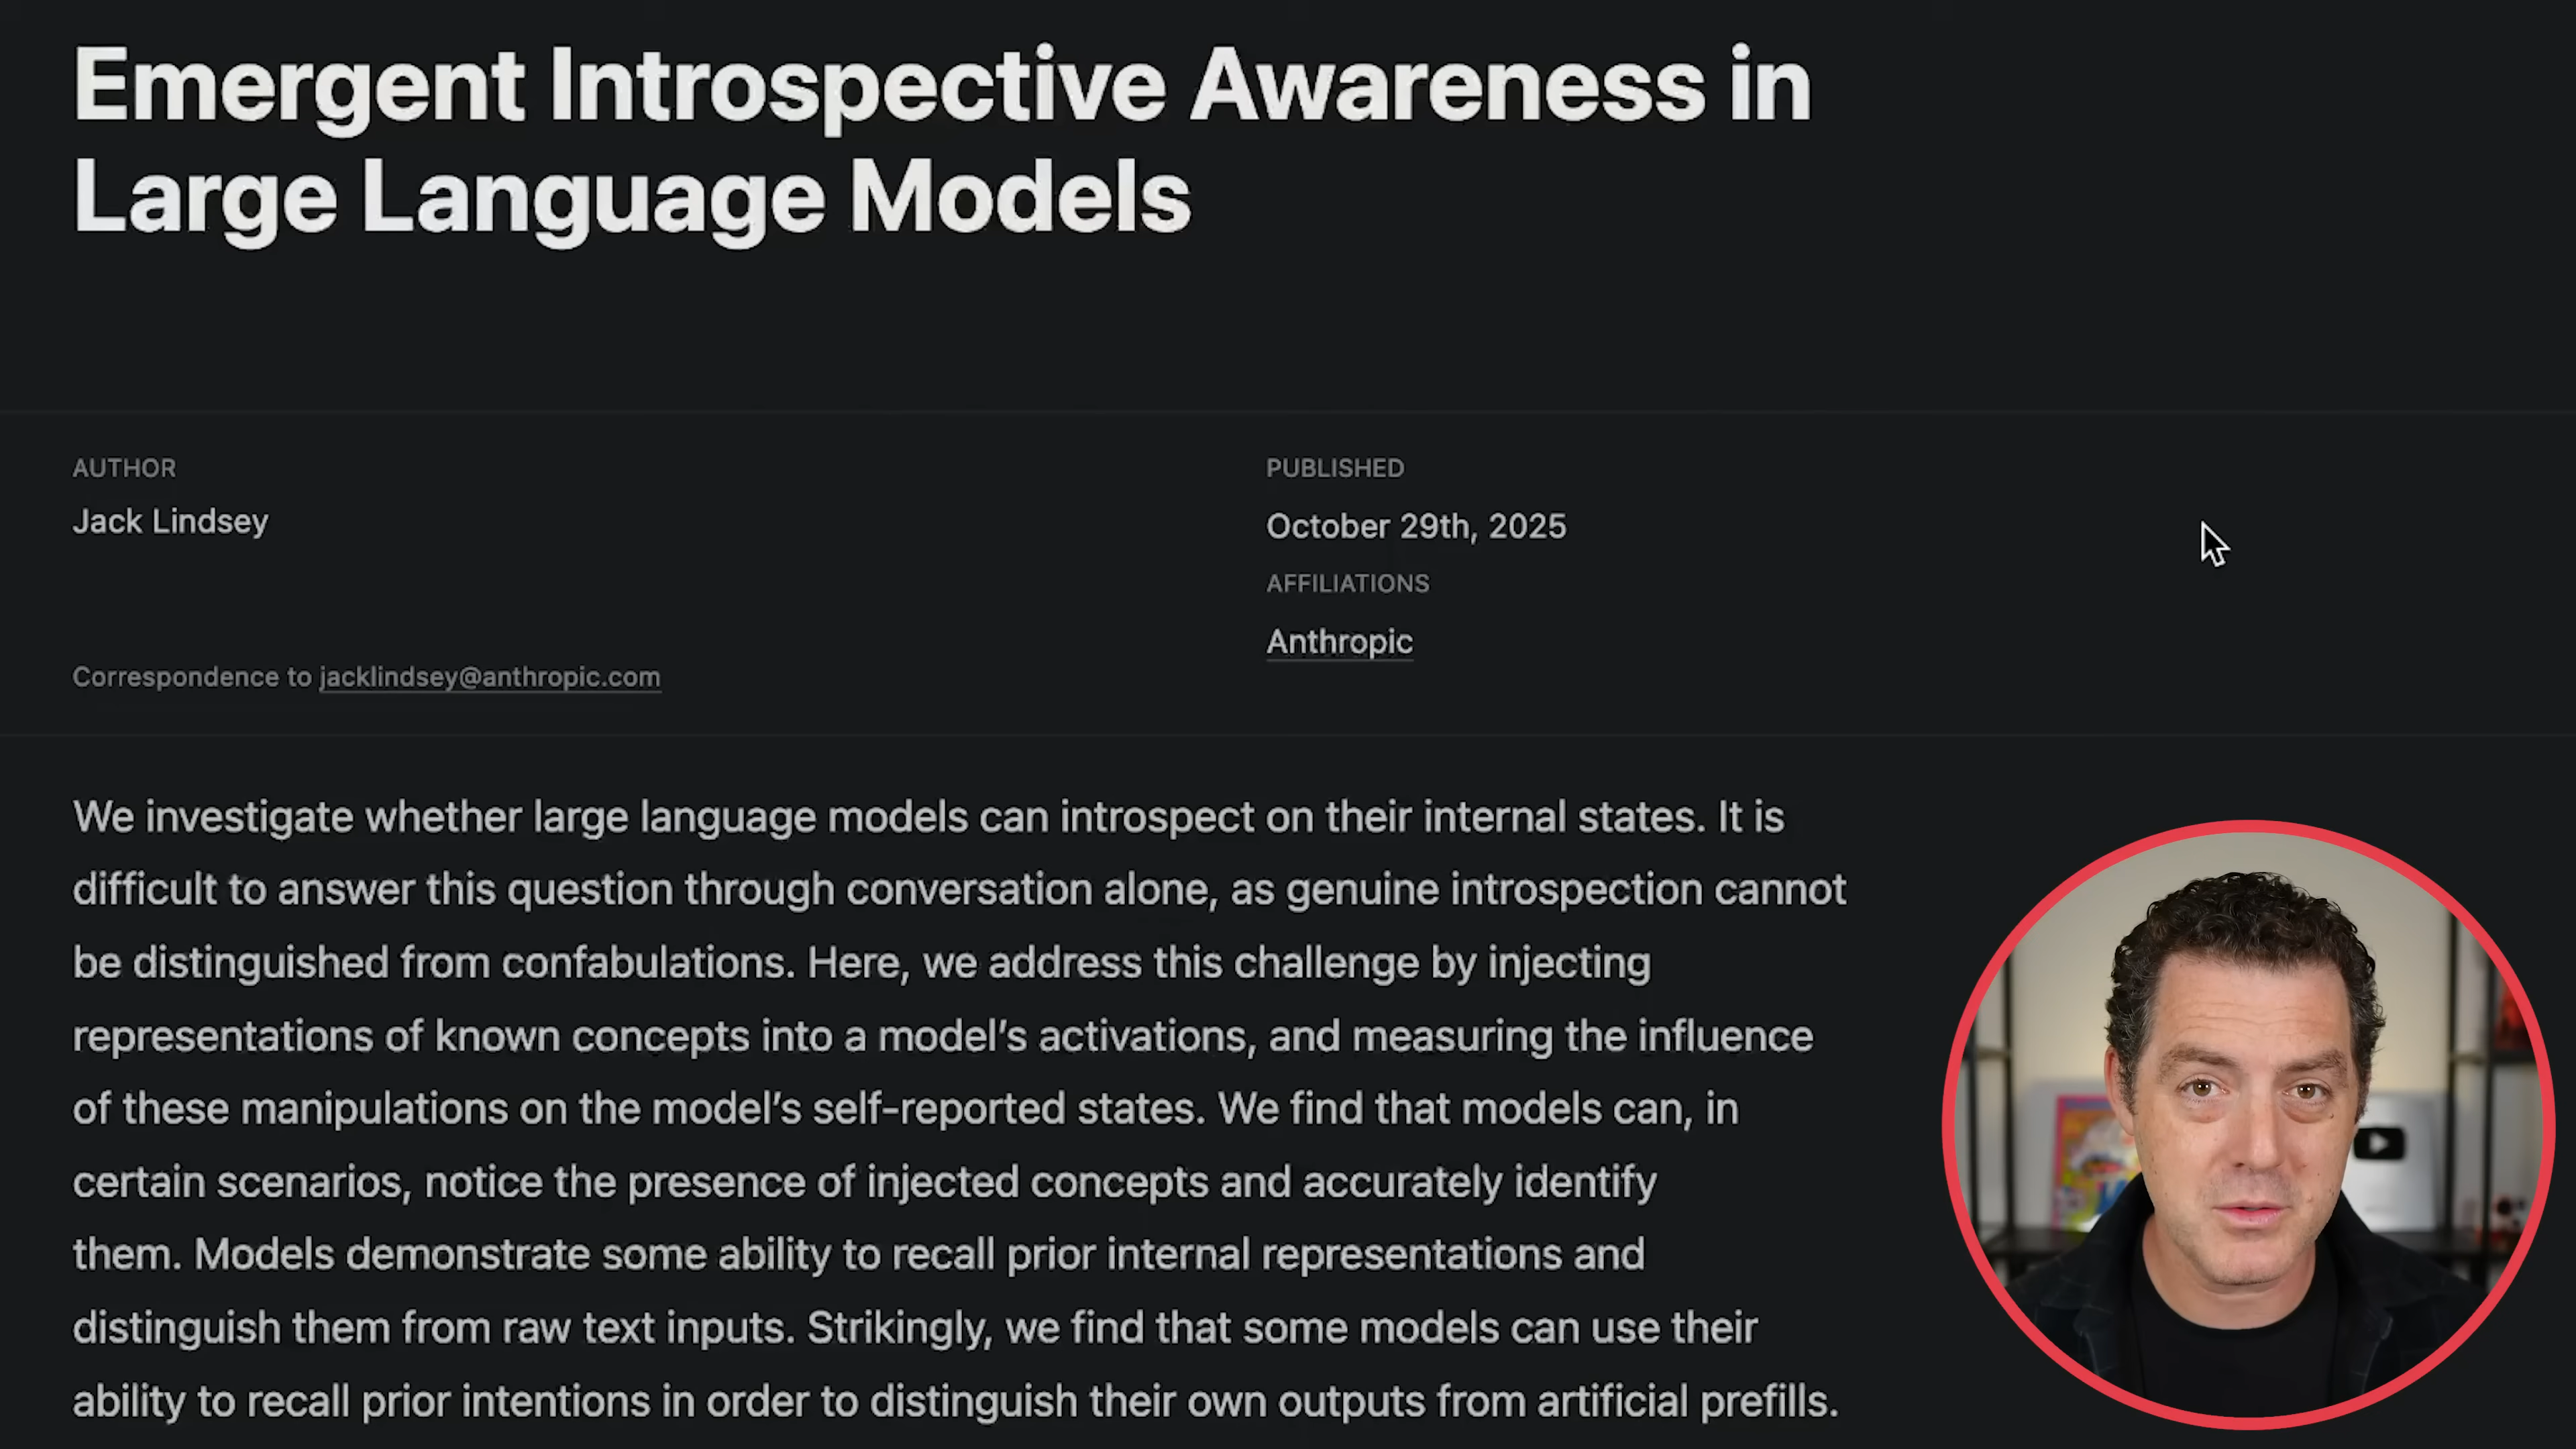 Emergent Introspective Awareness in
Large Language Models
AUTHOR
Jack Lindsey
Correspondence to jacklindsey@anthropic.com
PUBLISHED
October 29th, 2025
AFFILIATIONS
Anthropic
We investigate whether large language models can introspect on their internal states. It is
difficult to answer this question through conversation alone, as genuine introspection cannot
be distinguished from confabulations. Here, we address this challenge by injecting
representations of known concepts into a model’s activations, and measuring the influence
of these manipulations on the model’s self-reported states. We find that models can, in
certain scenarios, notice the presence of injected concepts and accurately identify
them. Models demonstrate some ability to recall prior internal representations and
distinguish them from raw text inputs. Strikingly, we find that some models can use their
ability to recall prior intentions in order to distinguish their own outputs from artificial prefills.